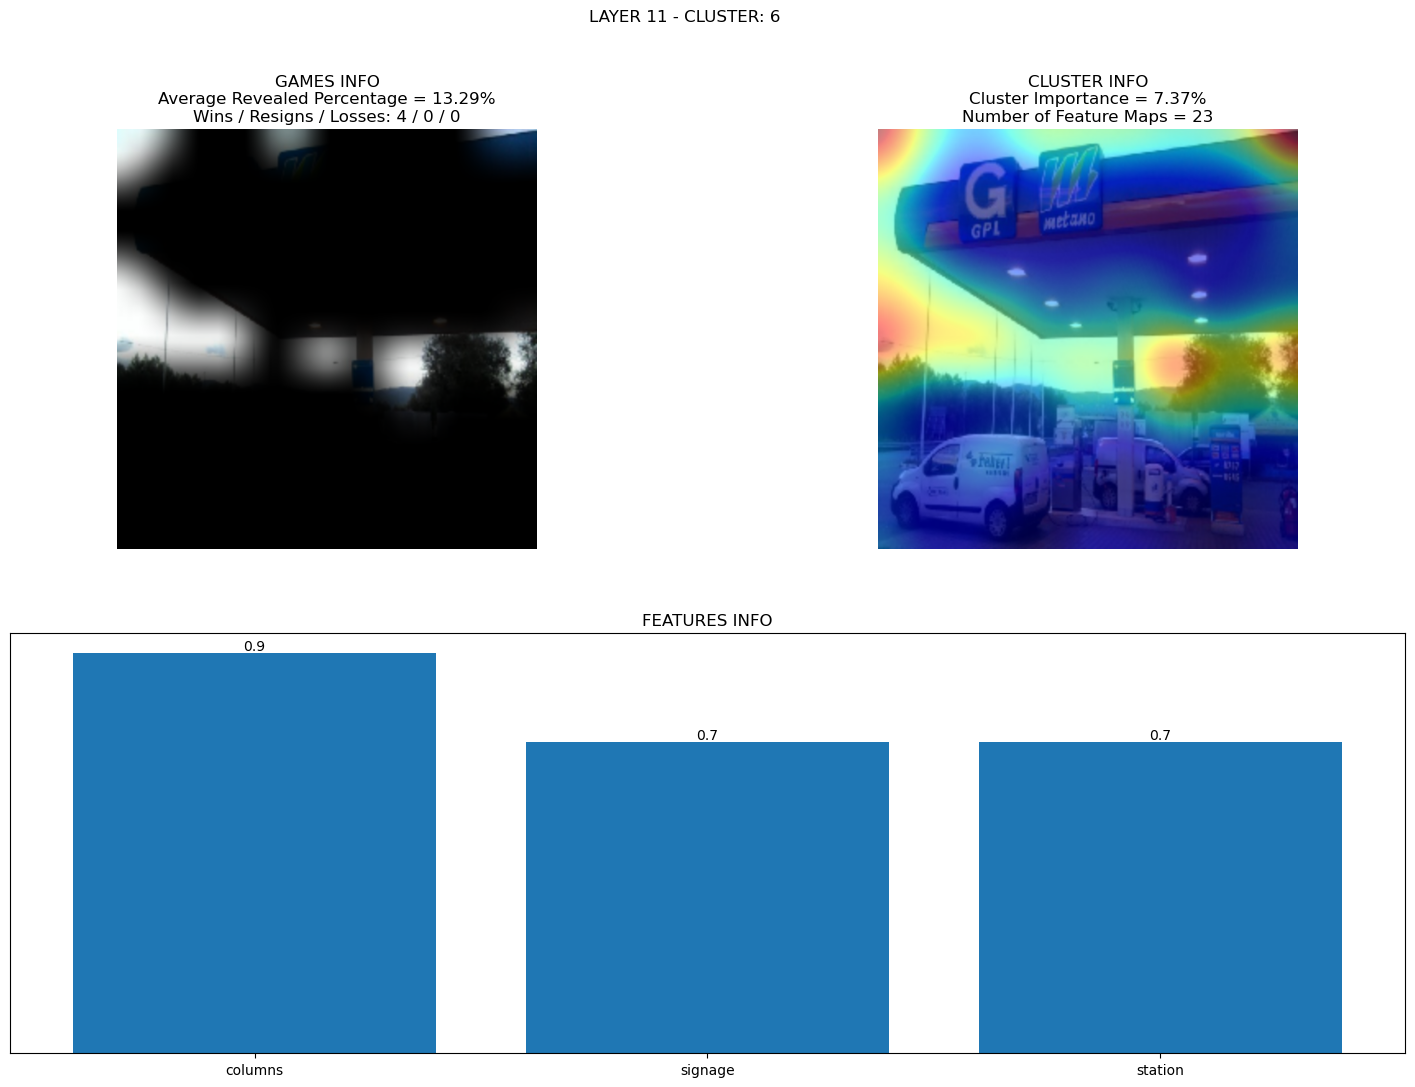 LAYER 11 - CLUSTER: 6
GAMES INFO
Average Revealed Percentage = 13.29%
Wins / Resigns / Losses: 4 / 0 / 0
CLUSTER INFO
Cluster Importance = 7.37%
Number of Feature Maps = 23
G
GPL
metano
FEATURES INFO
0.9
0.7
0.7
columns
signage
station